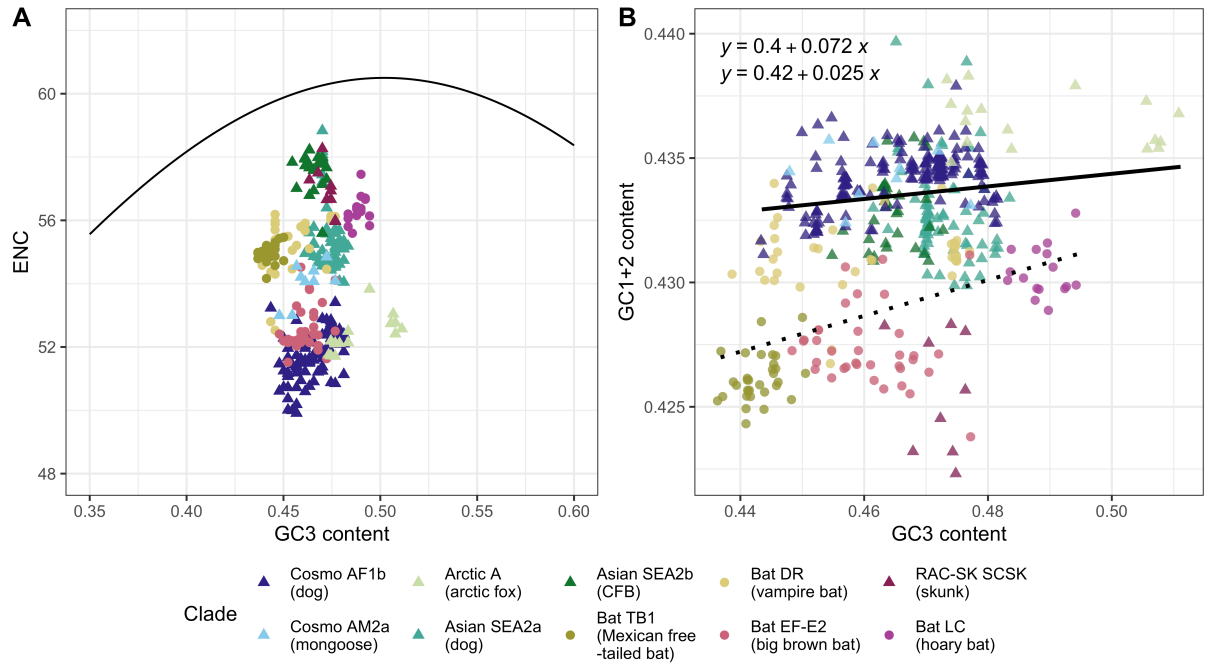 A
B
ENC
60
56
52
48
0.35 0.40 0.45 0.50 0.55 0.60
GC3 content
y = 0.4 + 0.072 x
y = 0.42 + 0.025 x
GC1+2 content
0.440
0.435
0.430
0.425
0.44 0.46 0.48 0.50
GC3 content
Clade
Cosmo AF1b
(dog)
Cosmo AM2a
(mongoose)
Arctic A
(arctic fox)
Asian SEA2a
(dog)
Asian SEA2b
(CFB)
Bat TB1
(Mexican free
-tailed bat)
Bat DR
(vampire bat)
Bat EF-E2
(big brown bat)
RAC-SK SCSK
(skunk)
Bat LC
(hoary bat)